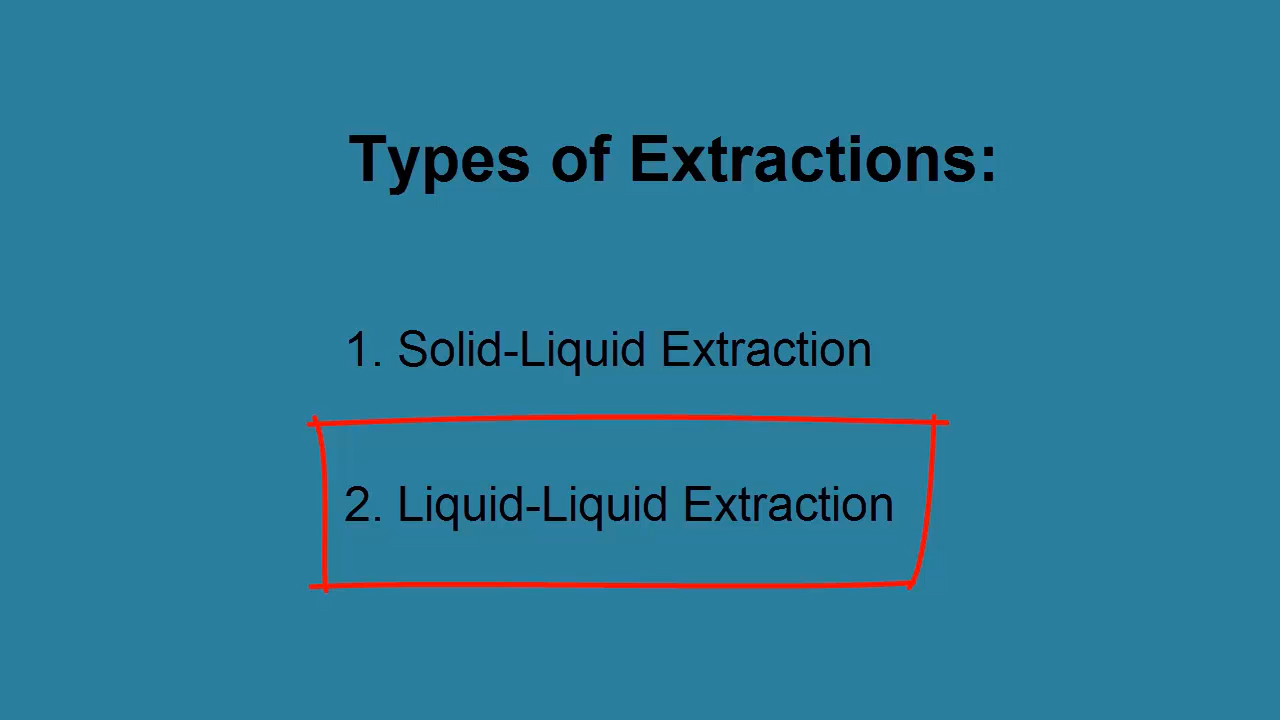 Types of Extractions:
1. Solid-Liquid Extraction
2. Liquid-Liquid Extraction